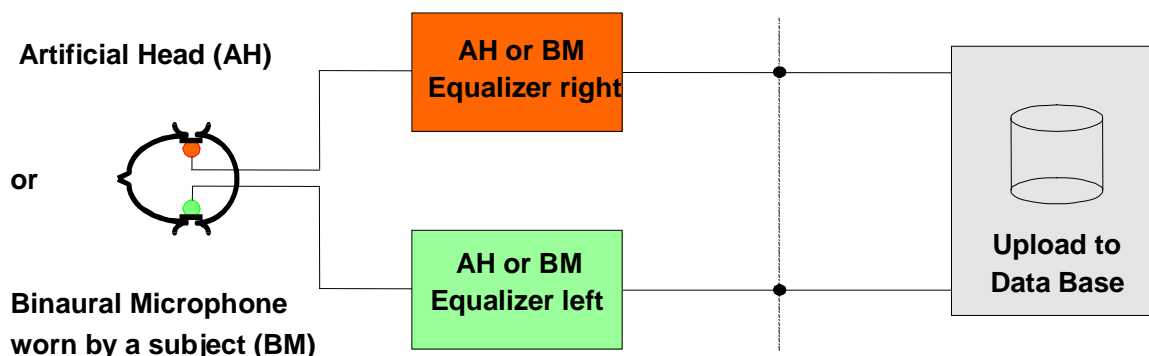 Artificial Head (AH)
or
Binaural Microphone
worn by a subject (BM)
AH or BM
Equalizer right
AH or BM
Equalizer left
Upload to
Data Base